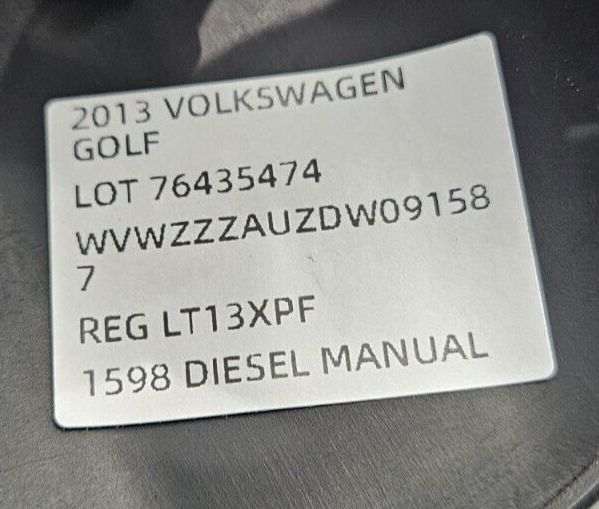 2013 VOLKSWAGEN
GOLF
LOT 76435474
WVWZZZAUZDW09158
7
REG LT13XPF
1598 DIESEL MANUAL